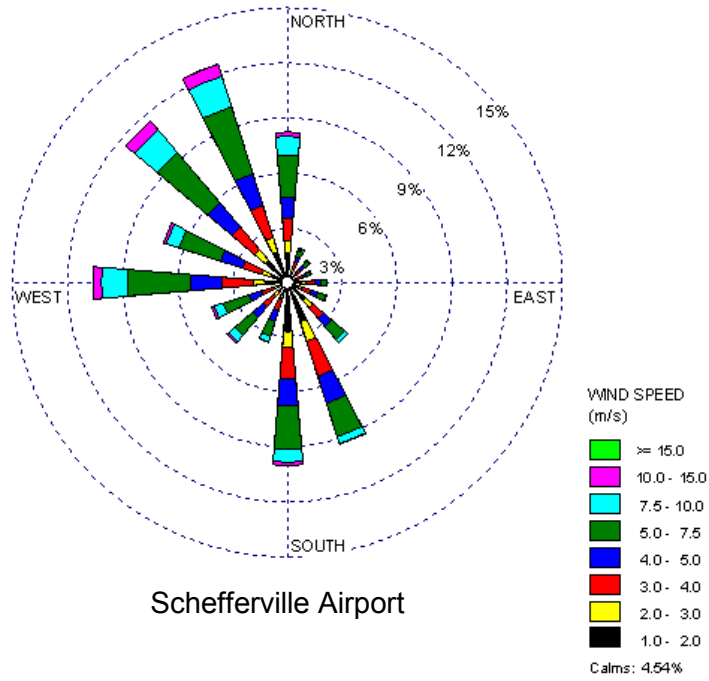 NORTH
15%
12%
9%
6%
3%
WEST
EAST
SOUTH
WIND SPEED
(m/s)
>= 15.0
10.0 - 15.0
7.5 - 10.0
5.0 - 7.5
4.0 - 5.0
3.0 - 4.0
2.0 - 3.0
1.0 - 2.0
Calms: 4.54%
Schefferville Airport